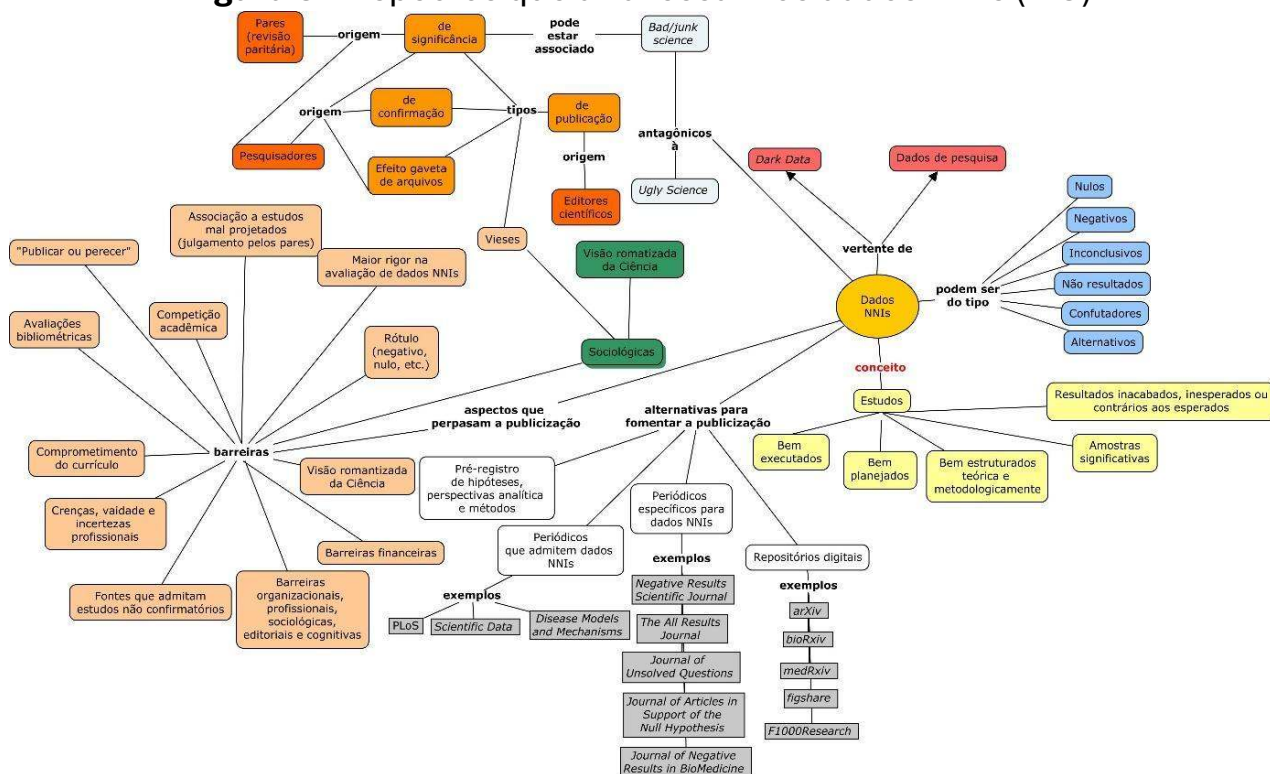 Pares
(revisão
paritária)
origem
de
significância
pode
estar
associado
Bad/junk
science
origem
de
confirmação
tipos
de
publicação
antagônicos
à
Pesquisadores
Efeito gaveta
de arquivos
origem
Editores
científicos
Ugly Science
Dark Data
Dados de pesquisa
vertente de
Dados
NNIs
podem ser
do tipo
Nulos
Negativos
Inconclusivos
Não resultados
Confutadores
Alternativos
Associação a estudos
mal projetados
(julgamento pelos pares)
"Publicar ou perecer"
Maior rigor na
avaliação de dados NNIs
Vieses
Visão romatizada
da Ciência
Competição
acadêmica
Avaliações
bibliométricas
Rótulo
(negativo,
nulo, etc.)
Sociológicas
conceito
Estudos
Resultados inacabados, inesperados ou
contrários aos esperados
Bem
executados
Bem
planejados
Bem estruturados
teórica e
metodologicamente
Amostras
significativas
aspectos que
perpasam a publicização
alternativas para
fomentar a publicização
barreiras
Comprometimento
do currículo
Visão romantizada
da Ciência
Crenças, vaidade e
incertezas
profissionais
Barreiras financeiras
Fontes que admitam
estudos não confirmatórios
Barreiras
organizacionais,
profissionais,
sociológicas,
editoriais e cognitivas
Pré-registro
de hipóteses,
perspectivas analítica
e métodos
Periódicos
que admitem dados
NNIs
exemplos
PLoS
Scientific Data
Disease Models
and Mechanisms
Periódicos
específicos para
dados NNIs
exemplos
Negative Results
Scientific Journal
The All Results
Journal
Journal of
Unsolved Questions
Journal of Articles in
Support of the
Null Hypothesis
Journal of Negative
Results in BioMedicine
Repositórios digitais
exemplos
arXiv
bioRxiv
medRxiv
figshare
F1000Research